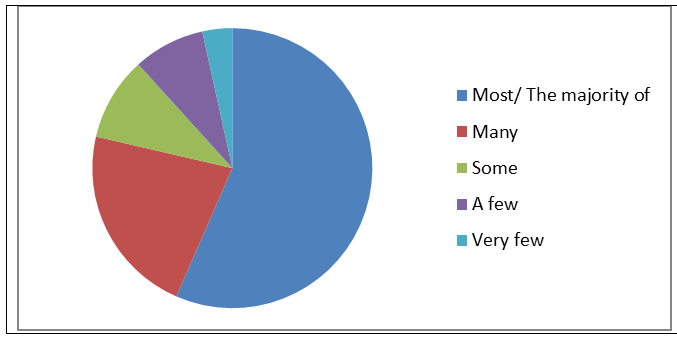 Most/ The majority of
Many
Some
A few
Very few